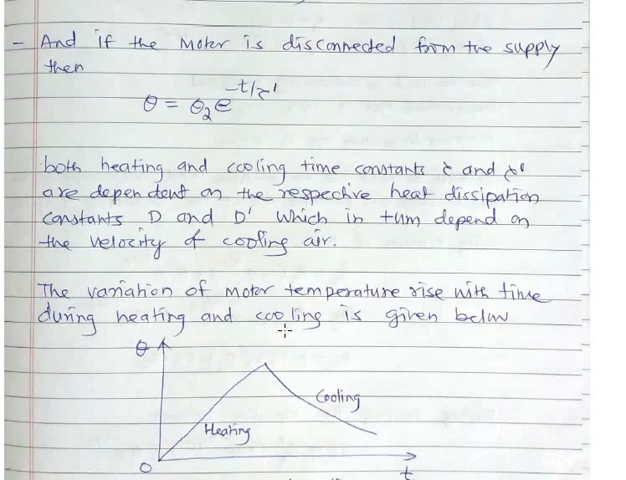 - And if the Motor is disconnected from the supply
then
θ = θ₂e^-t/τ'
both heating and cooling time constants τ and τ'
are dependent on the respective heat dissipation
constants D and D' which in turn depend on
the velocity of cooling air.
The variation of motor temperature rise with time
during heating and cooling is given below
θ
Cooling
Heating
O
t